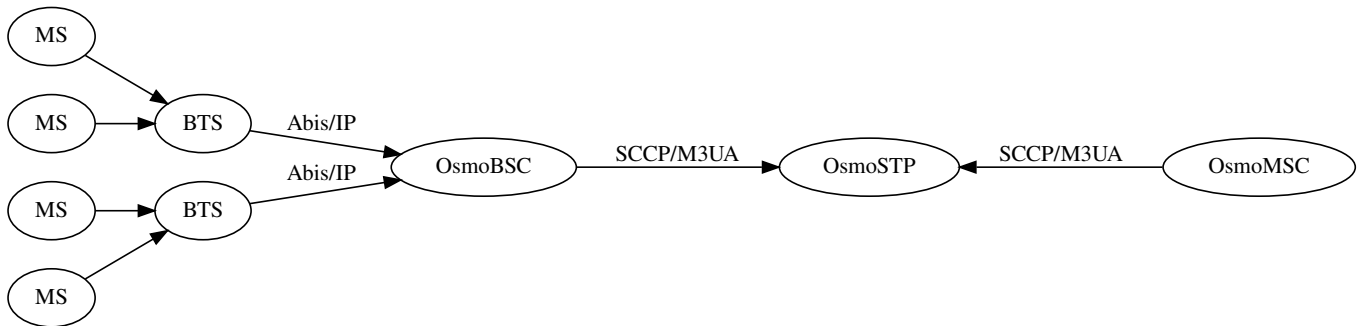 MS
MS
BTS
Abis/IP
OsmoBSC
SCCP/M3UA
OsmoSTP
SCCP/M3UA
OsmoMSC
Abis/IP
MS
BTS
MS